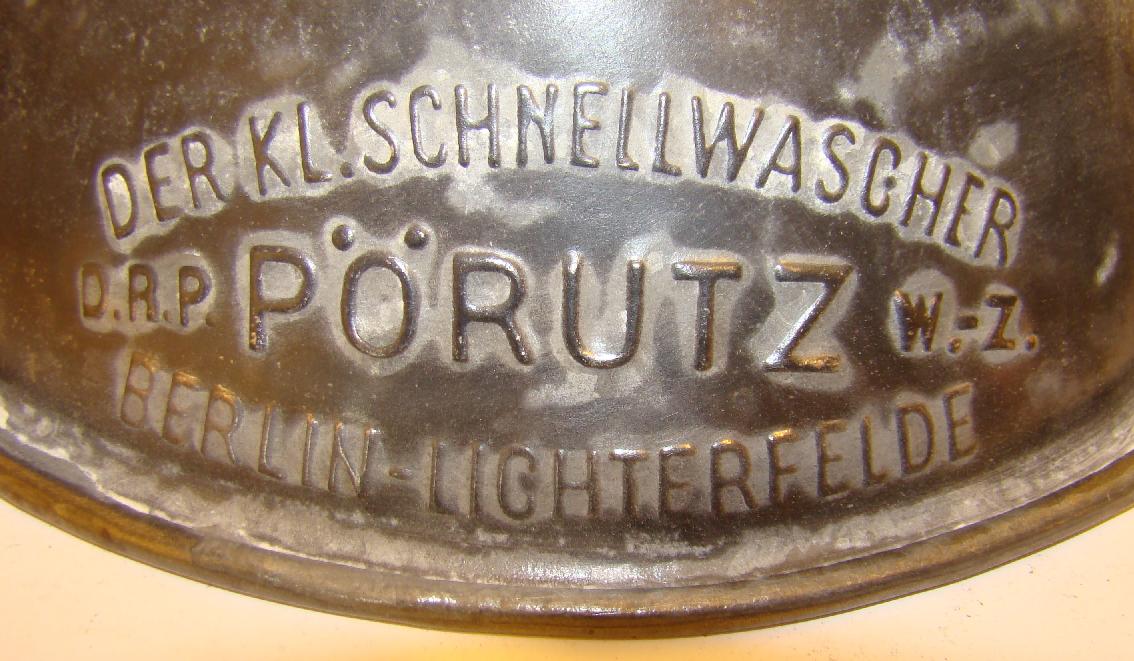 DER KL. SCHNELLWASCHER
D.R.P. PÖRUTZ W.-Z.
BERLIN-LICHTERFELDE